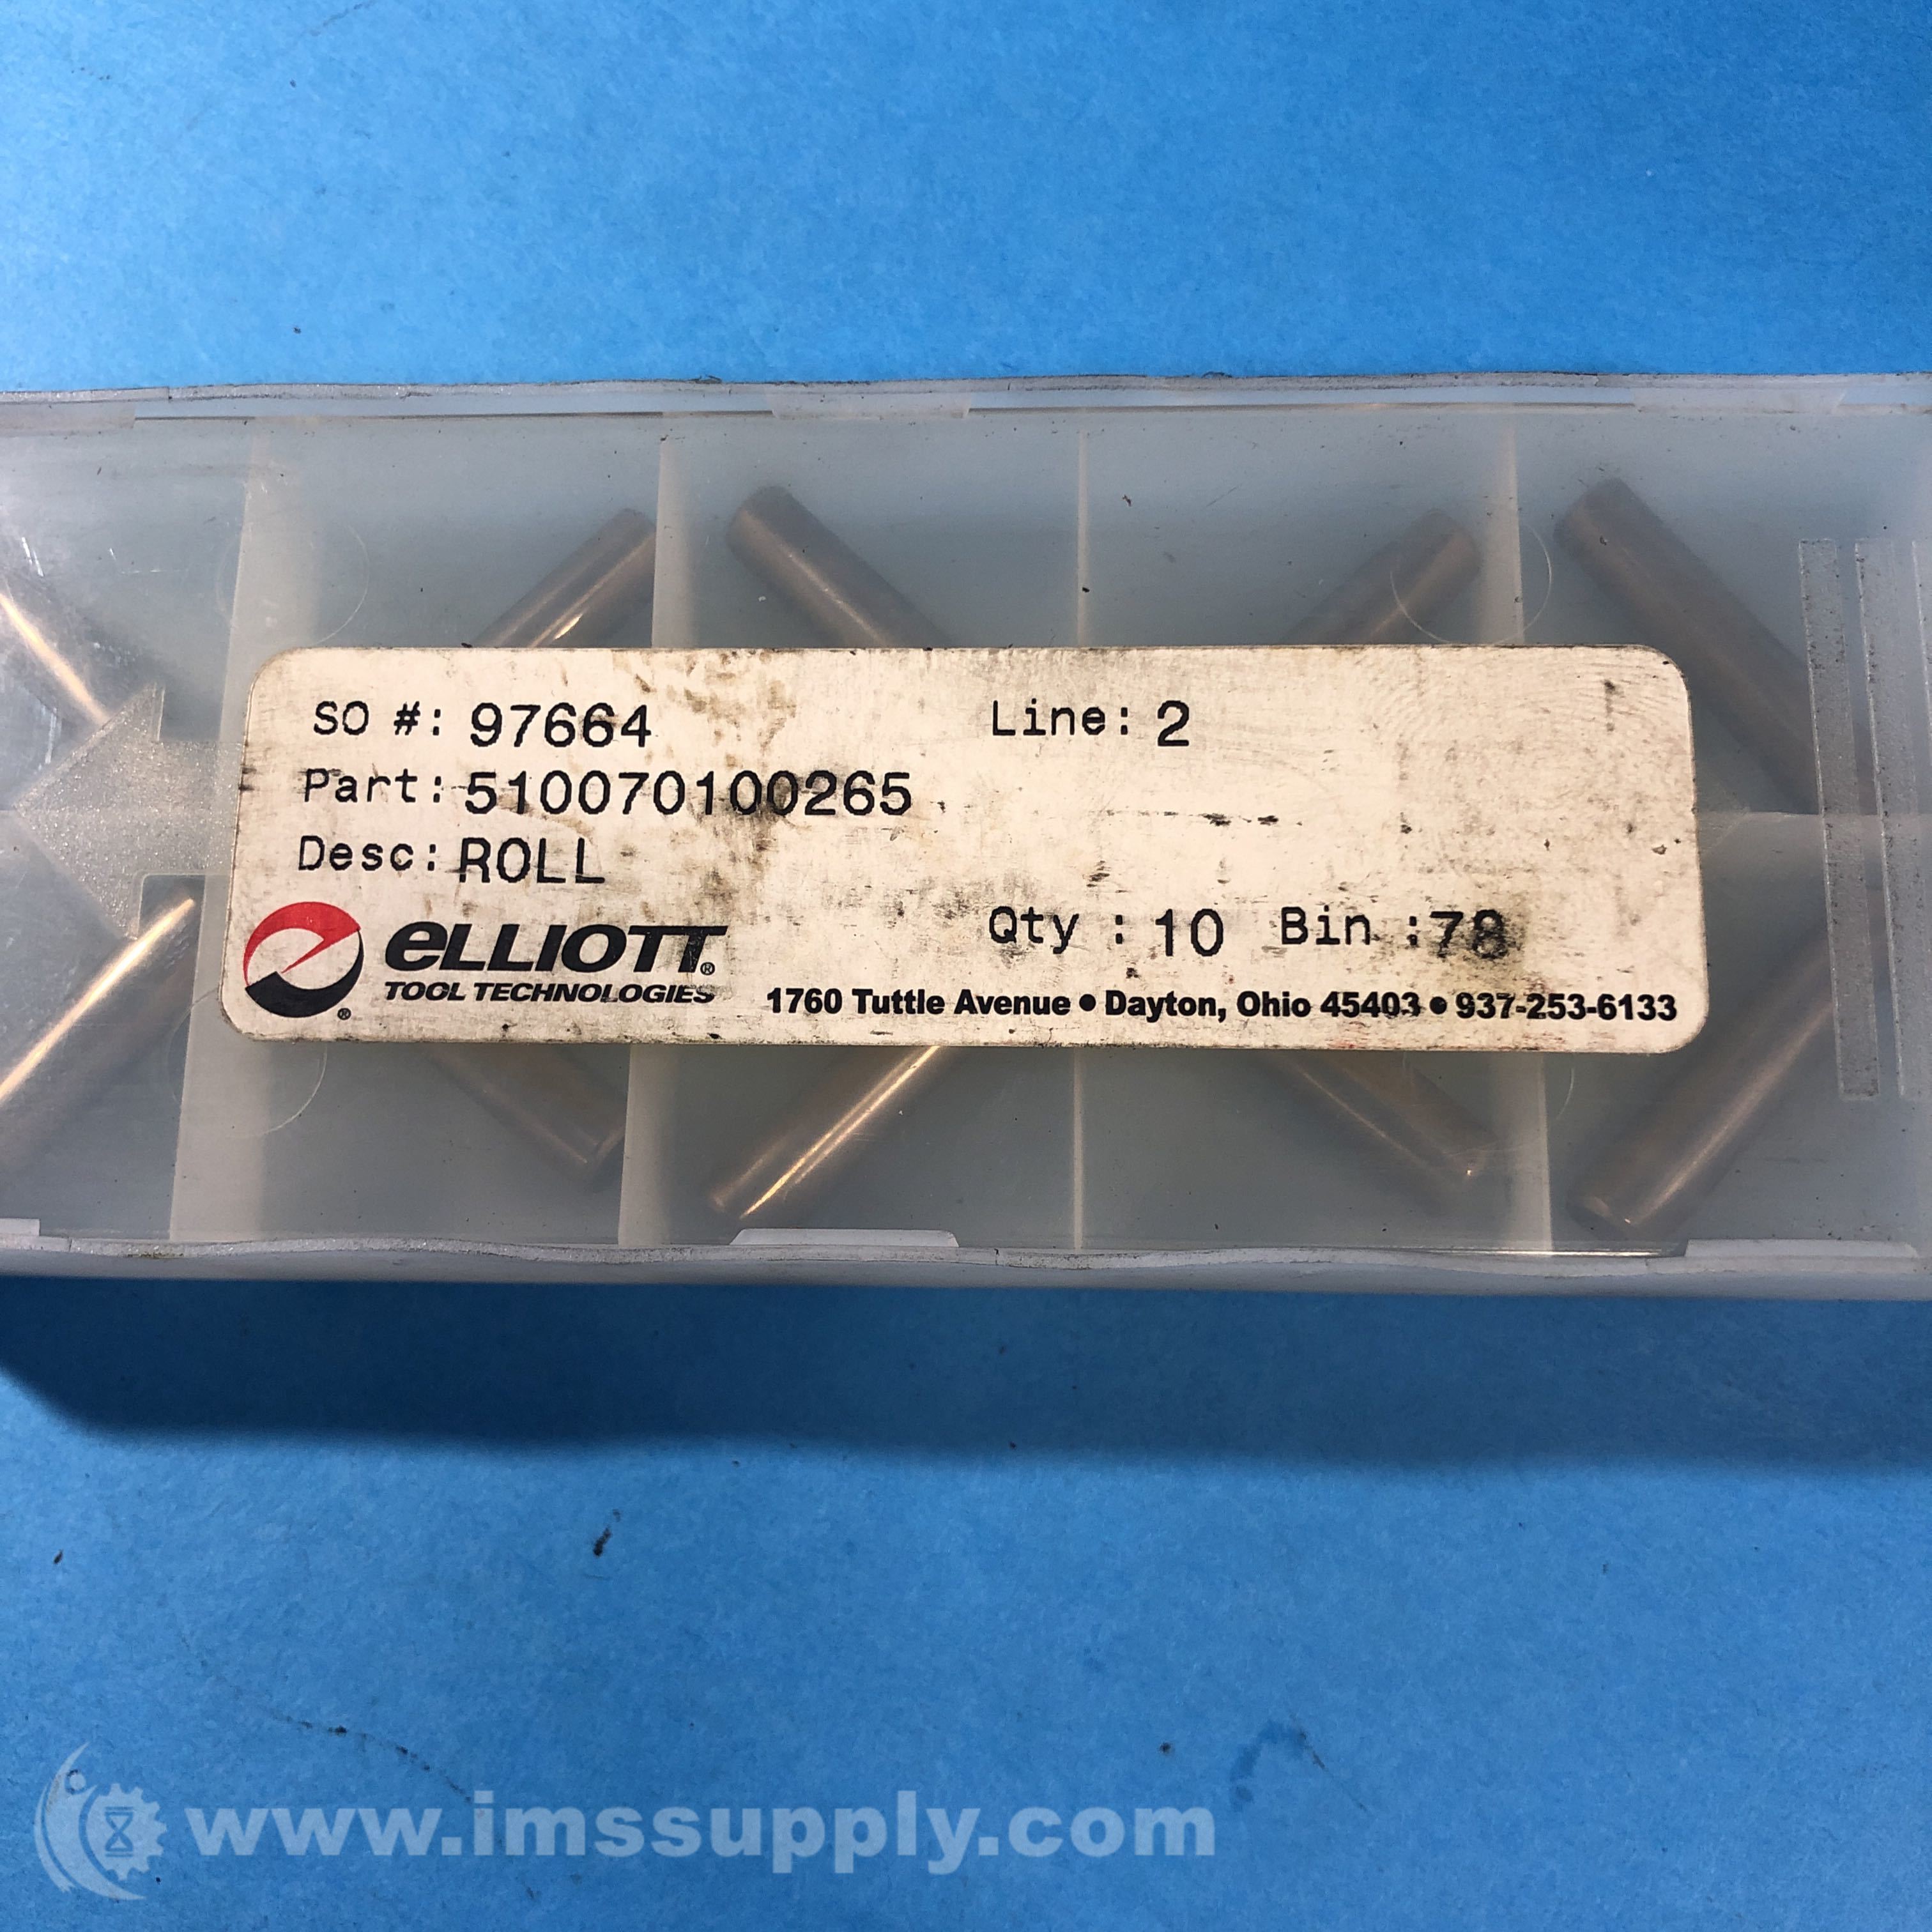 SO #: 97664 Line: 2
Part: 510070100265
Desc: ROLL
Qty : 10 Bin : 78
eLLIOTT®
TOOL TECHNOLOGIES
®
1760 Tuttle Avenue • Dayton, Ohio 45403 • 937-253-6133
www.imssupply.com